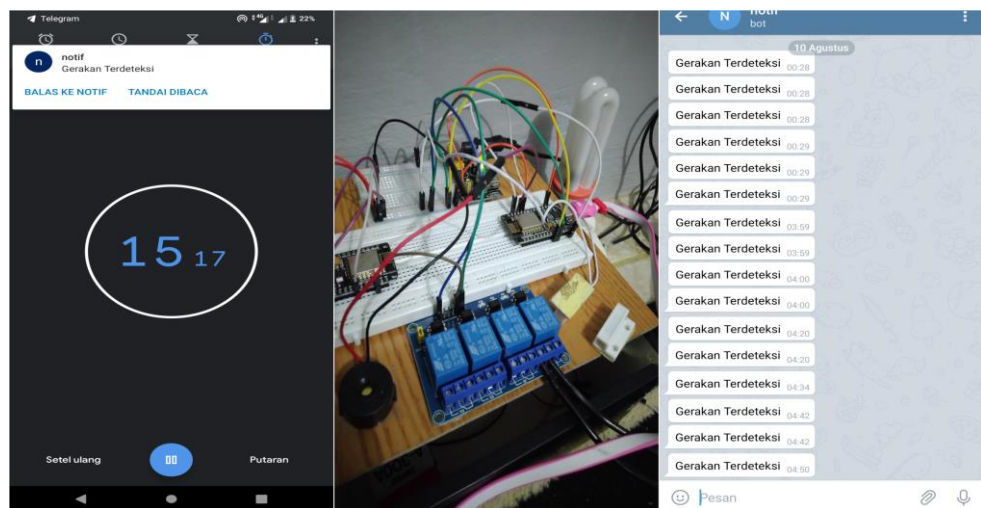 Telegram
22%
notif
Gerakan Terdeteksi
BALAS KE NOTIF TANDAI DIBACA
15 17
Setel ulang
Putaran
N
bot
10 Agustus
Gerakan Terdeteksi 00:28
Gerakan Terdeteksi 00:28
Gerakan Terdeteksi 00:28
Gerakan Terdeteksi 00:29
Gerakan Terdeteksi 00:29
Gerakan Terdeteksi 00:29
Gerakan Terdeteksi 03:59
Gerakan Terdeteksi 03:59
Gerakan Terdeteksi 04:00
Gerakan Terdeteksi 04:00
Gerakan Terdeteksi 04:20
Gerakan Terdeteksi 04:20
Gerakan Terdeteksi 04:34
Gerakan Terdeteksi 04:42
Gerakan Terdeteksi 04:42
Gerakan Terdeteksi 04:50
Pesan